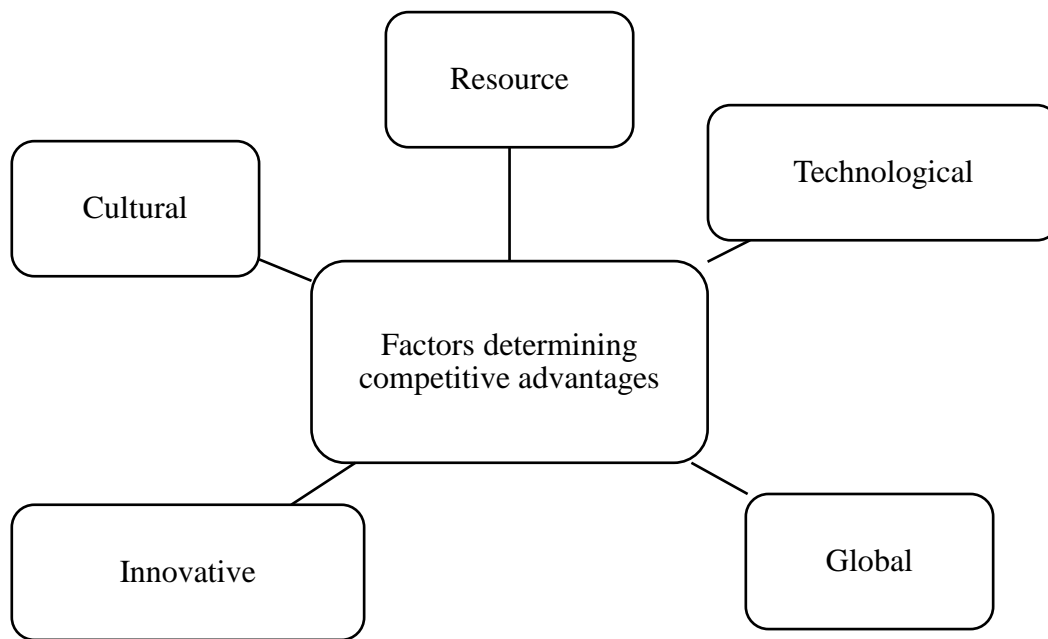 Resource
Technological
Cultural
Factors determining
competitive advantages
Innovative
Global